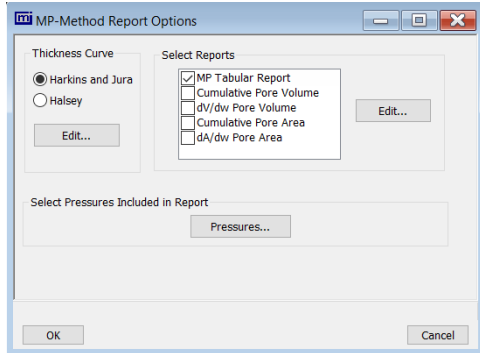 mi MP-Method Report Options
Thickness Curve
Harkins and Jura
Halsey
Edit...
Select Reports
MP Tabular Report
Cumulative Pore Volume
dV/dw Pore Volume
Cumulative Pore Area
dA/dw Pore Area
Edit...
Select Pressures Included in Report
Pressures...
OK
Cancel